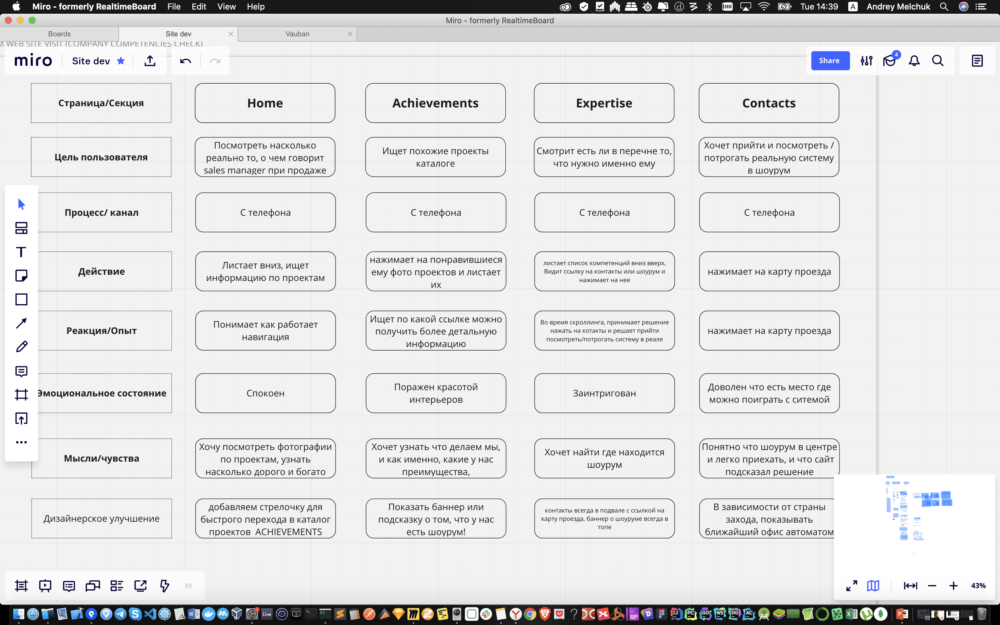 Miro - formerly RealtimeBoard File Edit View Help Tue 14:39 A Andrey Melchuk
Miro - formerly RealtimeBoard
Boards Site dev Vauban
WEB SITE VISIT (COMPANY COMPETENCIES CHECK)
miro Site dev Share 4
Страница/Секция Home Achievements Expertise Contacts
Цель пользователя
Посмотреть насколько
реально то, о чем говорит
sales manager при продаже
Ищет похожие проекты
каталоге
Смотрит есть ли в перечне то,
что нужно именно ему
Хочет прийти и посмотреть /
потрогать реальную систему
в шоурум
Процесс/ канал С телефона С телефона С телефона С телефона
Действие
Листает вниз, ищет
информацию по проектам
нажимает на понравившиеся
ему фото проектов и листает
их
листает список компетенций вниз вверх,
Видит ссылку на контакты или шоурум и
нажимает на нее
нажимает на карту проезда
Реакция/Опыт
Понимает как работает
навигация
Ищет по какой ссылке можно
получить более детальную
информацию
Во время скроллинга, принимает решение
нажать на котакты и решает прийти
посмотреть/потрогать систему в реале
нажимает на карту проезда
Эмоциональное состояние
Спокоен
Поражен красотой
интерьеров
Заинтригован
Доволен что есть место где
можно поиграть с ситемой
Мысли/чувства
Хочу посмотреть фотографии
по проектам, узнать
насколько дорого и богато
Хочет узнать что делаем мы,
и как именно, какие у нас
преимущества,
Хочет найти где находится
шоурум
Понятно что шоурум в центре
и легко приехать, и что сайт
подсказал решение
Дизайнерское улучшение
добавляем стрелочку для
быстрого перехода в каталог
проектов ACHIEVEMENTS
Показать баннер или
подсказку о том, что у нас
есть шоурум!
контакты всегда в подвале с ссылкой на
карту проезда, баннер о шоуруме всегда в
топе
В зависимости от страны
захода, показывать
ближайший офис автоматом
43%
1 Live RP IJ PC GO WS DG AC